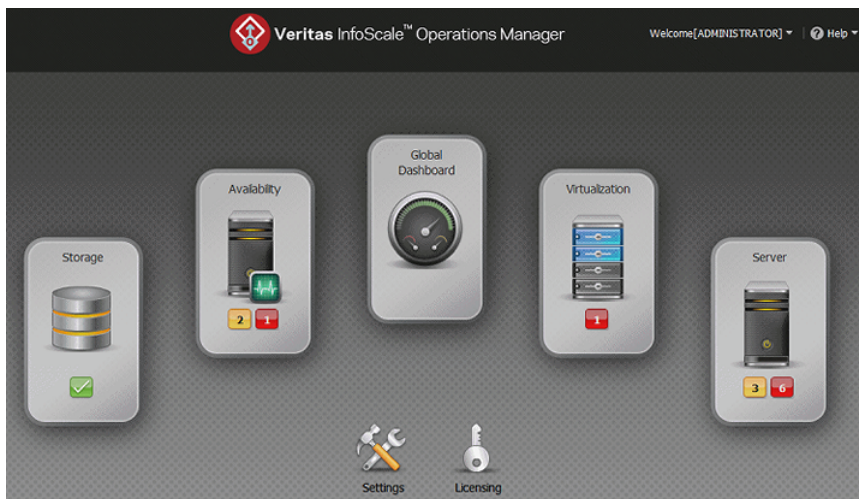 Veritas InfoScale™ Operations Manager
Welcome[ADMINISTRATOR]
Help
Global
Dashboard
Availability
Virtualization
Storage
Server
2 1
1
3 6
Settings
Licensing